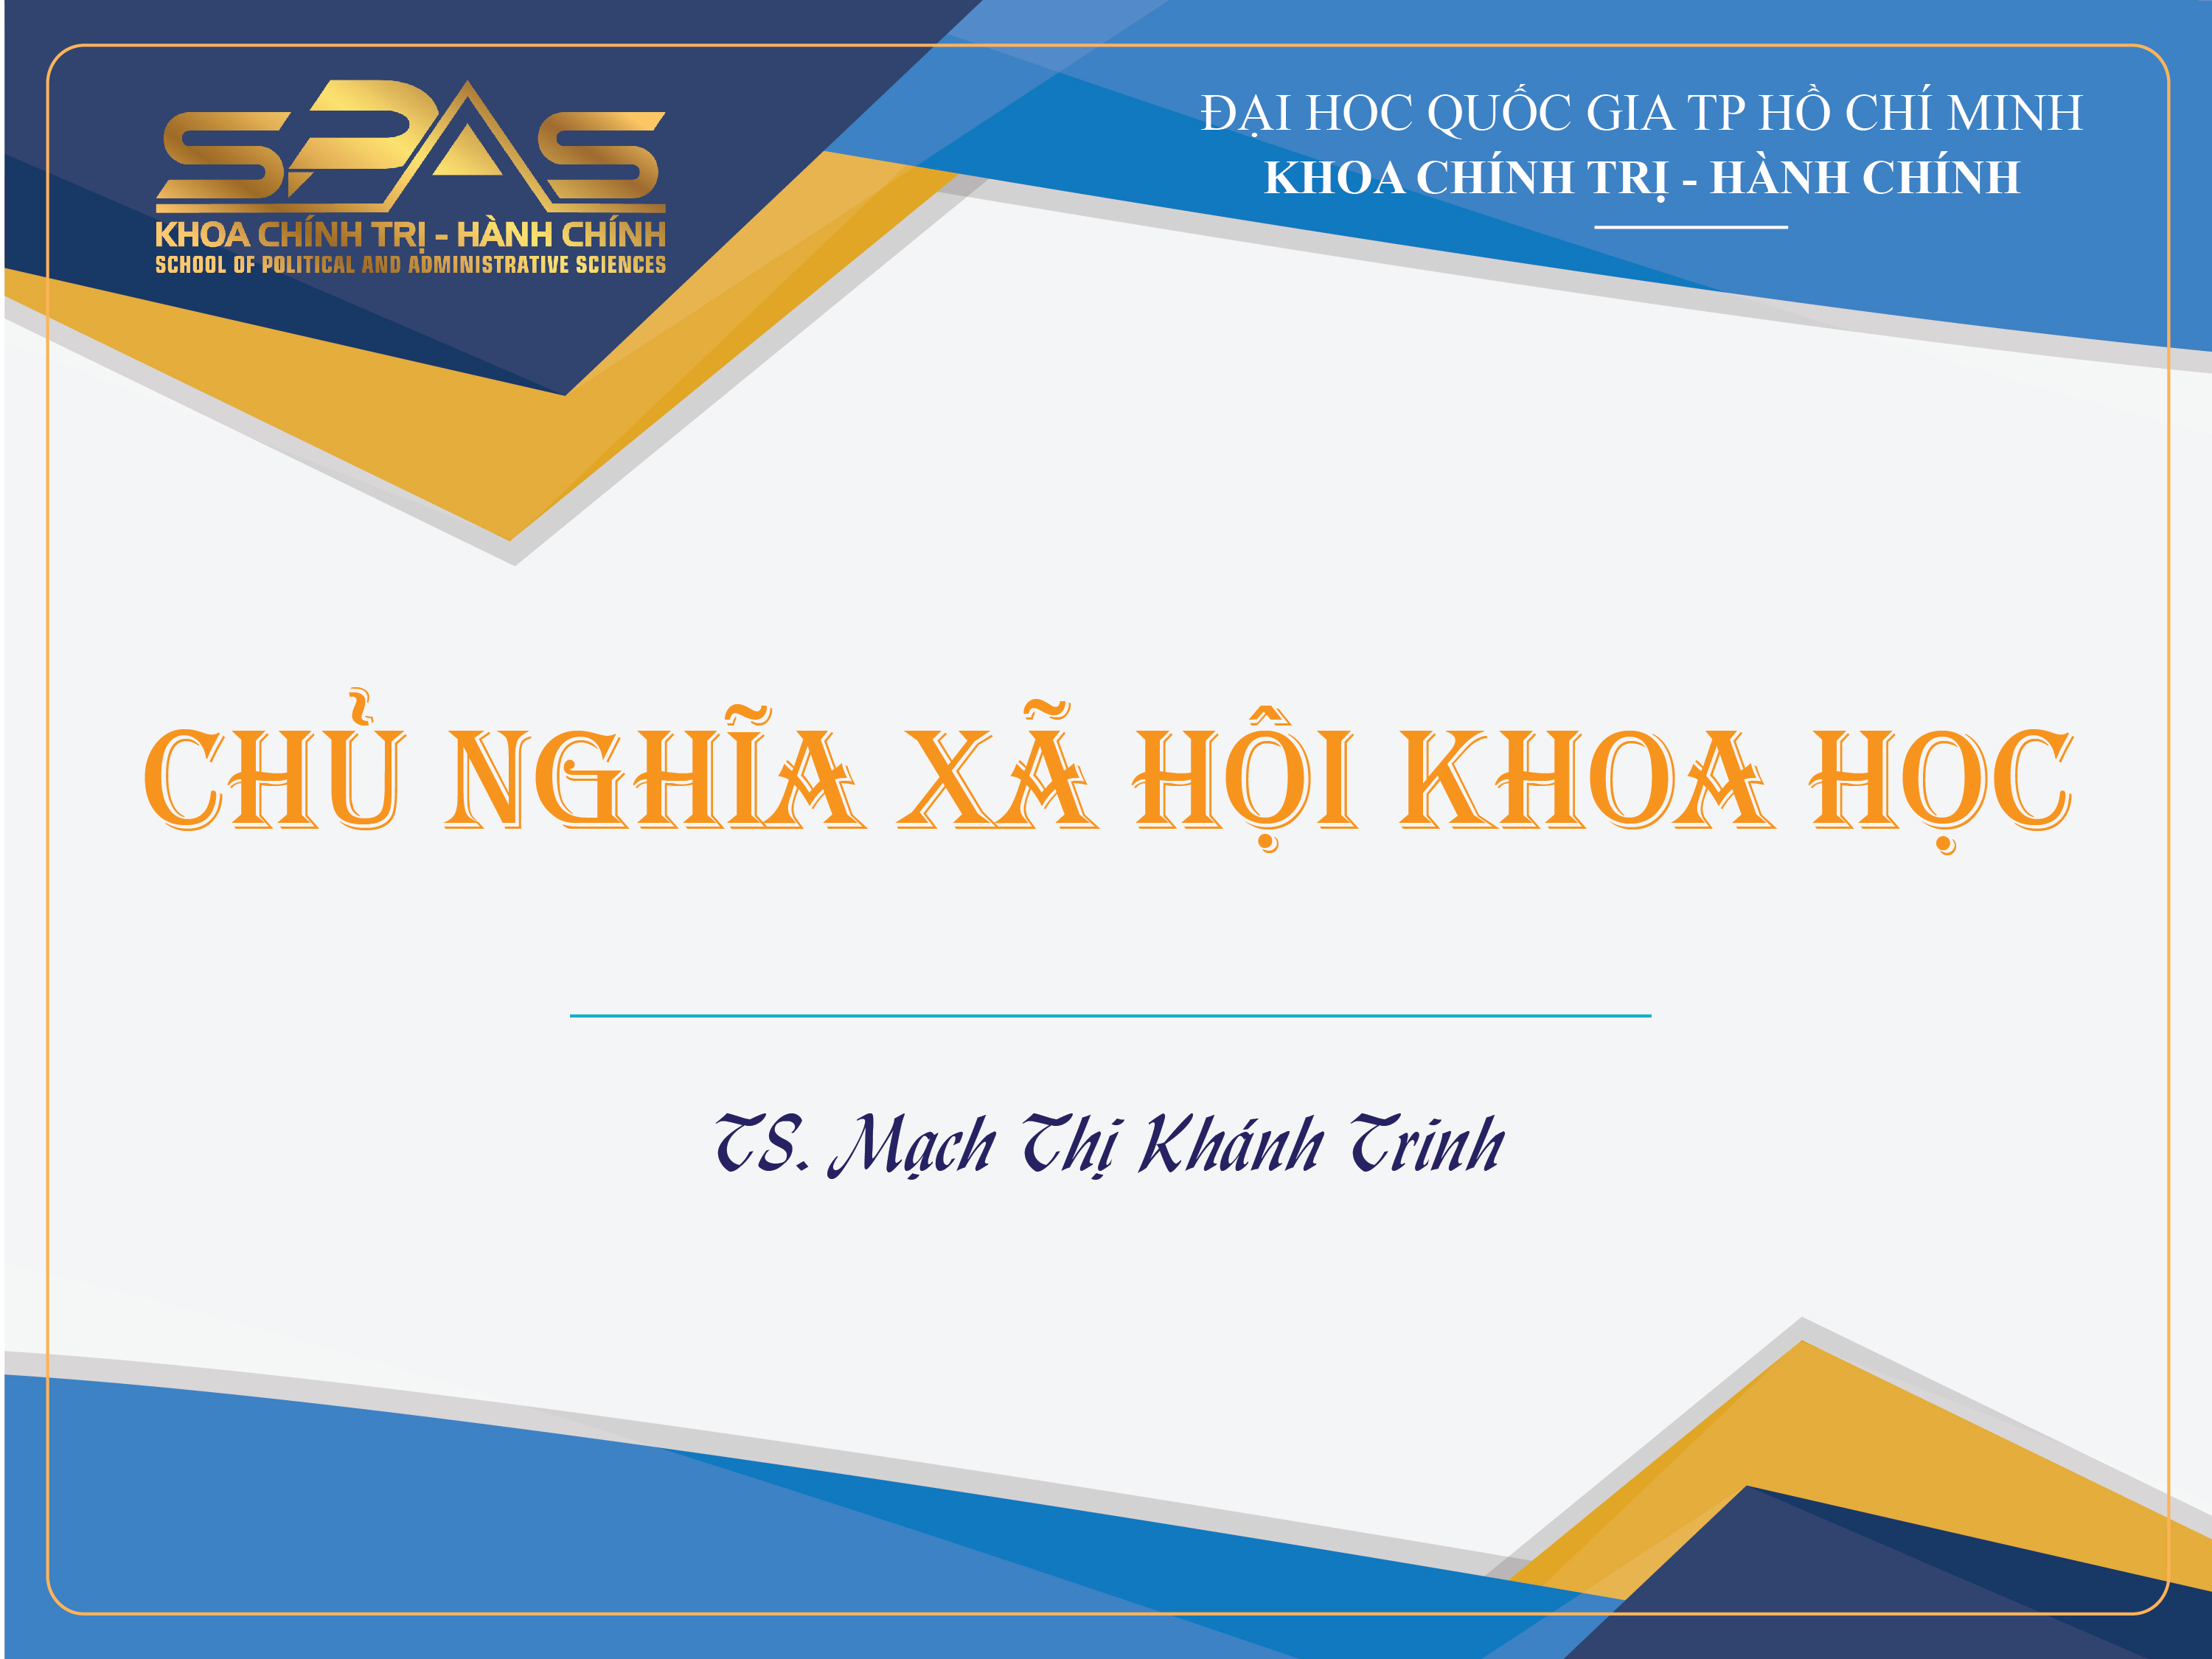 SPAS
KHOA CHÍNH TRỊ - HÀNH CHÍNH
SCHOOL OF POLITICAL AND ADMINISTRATIVE SCIENCES
ĐẠI HOC QUỐC GIA TP HỒ CHÍ MINH
KHOA CHÍNH TRỊ - HÀNH CHÍNH
CHỦ NGHĨA XÃ HỘI KHOA HỌC
TS. Mạch Thị Khánh Trinh